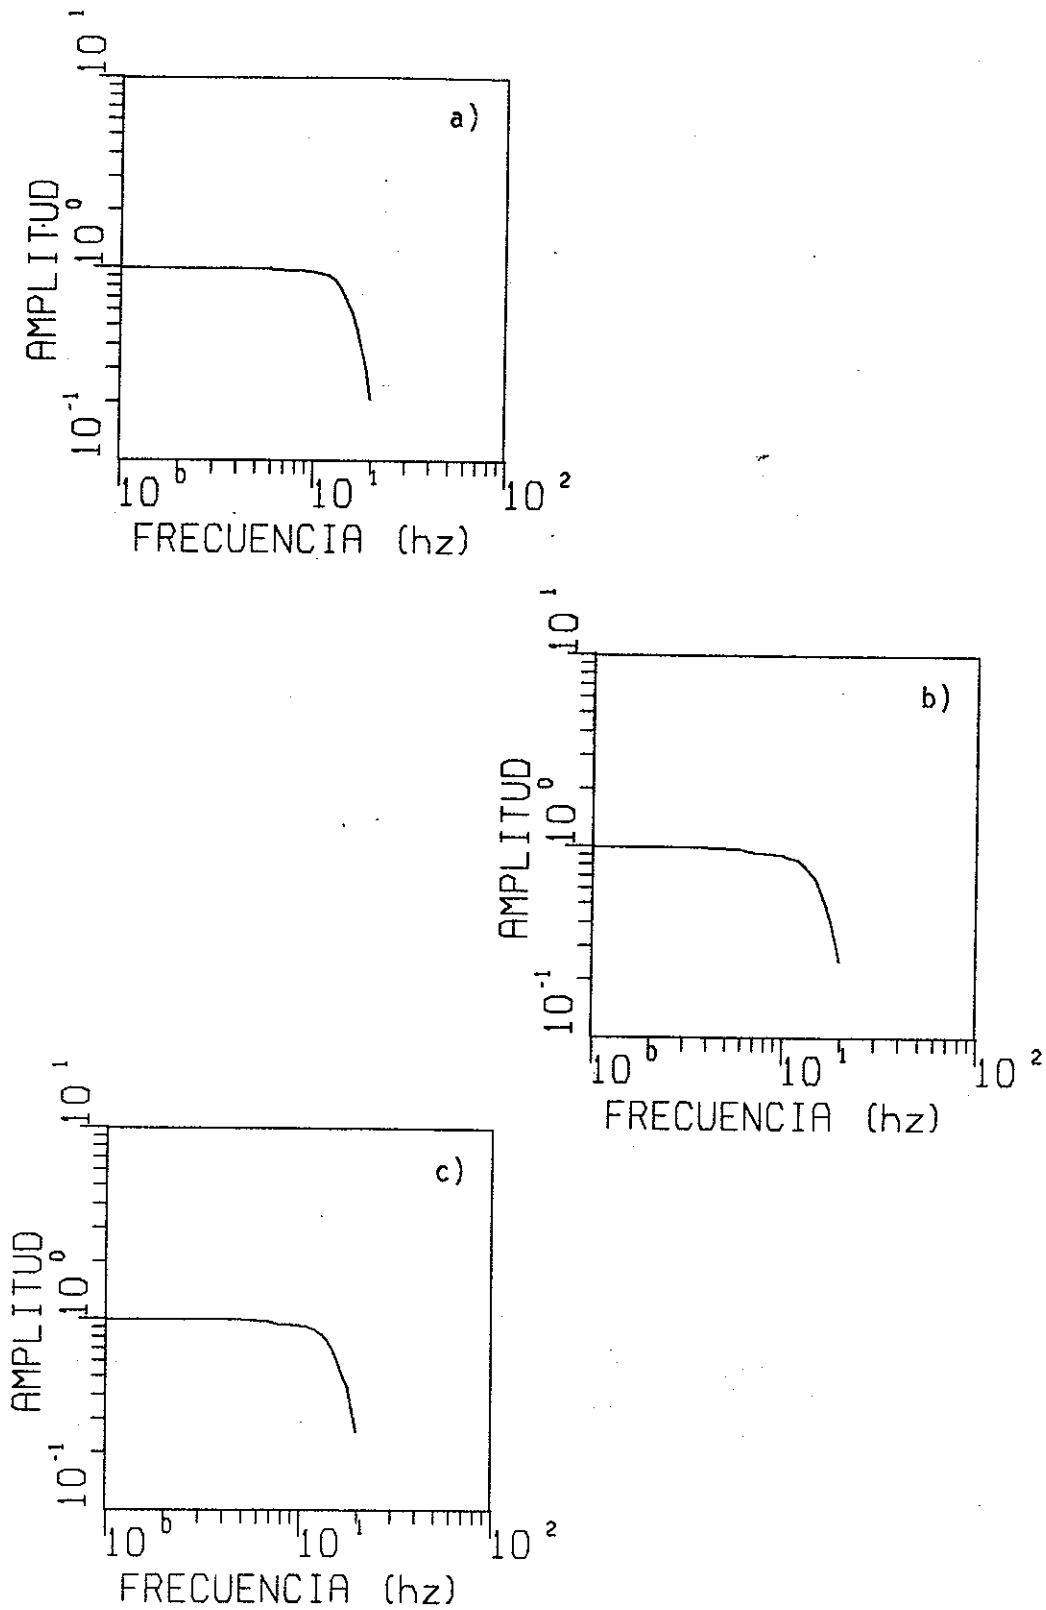 a)
AMPLITUD
10¹
10⁰
10⁻¹
10⁰ 10¹ 10²
FRECUENCIA (hz)
b)
AMPLITUD
10¹
10⁰
10⁻¹
10⁰ 10¹ 10²
FRECUENCIA (hz)
c)
AMPLITUD
10¹
10⁰
10⁻¹
10⁰ 10¹ 10²
FRECUENCIA (hz)